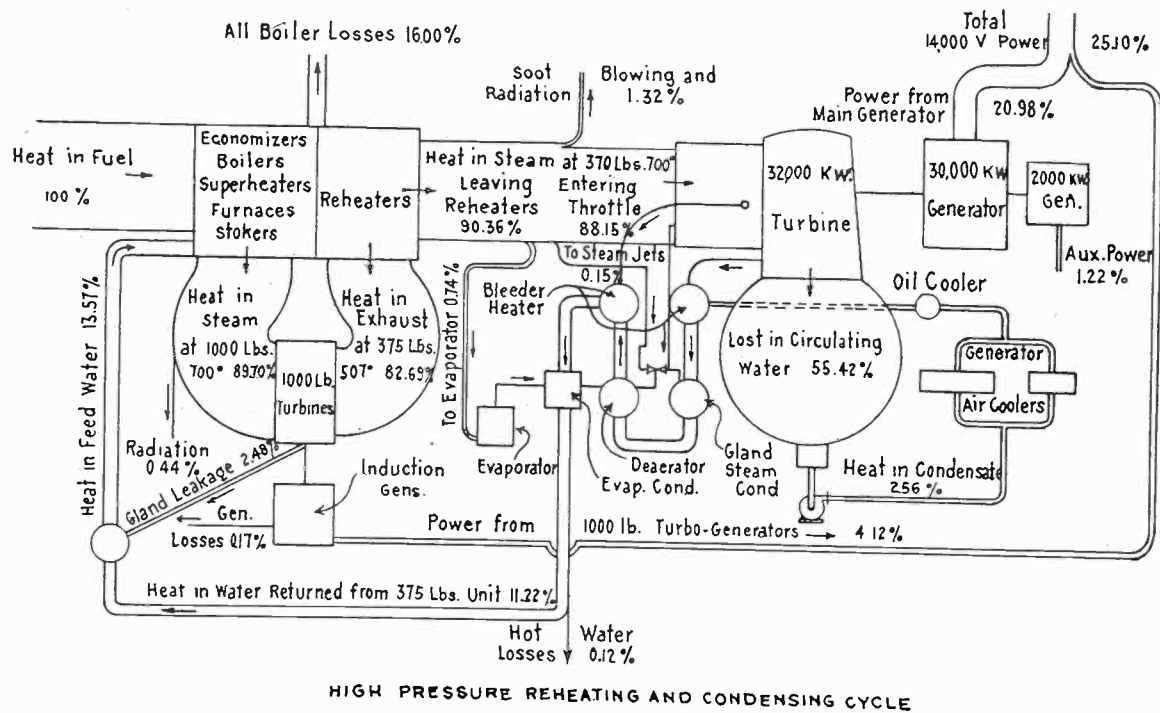 All Boiler Losses 16.00%
Total
14,000 V Power
25.10%
Soot
Radiation
Blowing and
1.32%
Power from
Main Generator
20.98%
Heat in Fuel
100 %
Economizers
Boilers
Superheaters
Furnaces
Stokers
Reheaters
Heat in Steam at 370 Lbs. 700°
Leaving
Reheaters
90.36%
Entering
Throttle
88.15%
32,000 KW.
Turbine
30,000 KW
Generator
2000 KW.
Gen.
Aux. Power
1.22%
To Steam Jets
0.15%
Bleeder
Heater
Oil Cooler
Heat in Feed Water 13.57%
Heat in
Steam
at 1000 Lbs.
700° 89.70%
Heat in
Exhaust
at 375 Lbs.
507° 82.69%
1000 Lb.
Turbines
To Evaporator 0.74%
Lost in Circulating
Water 55.42%
Generator
Air Coolers
Radiation
0.44%
Gland Leakage 2.48%
Evaporator
Deaerator
Evap. Cond.
Gland
Steam
Cond
Heat in Condensate
2.56 %
Induction
Gens.
Gen.
Losses 0.17%
Power from
1000 lb. Turbo-Generators
4.12%
Heat in Water Returned from 375 Lbs. Unit 11.22%
Hot
Losses
Water
0.12%
HIGH PRESSURE REHEATING AND CONDENSING CYCLE